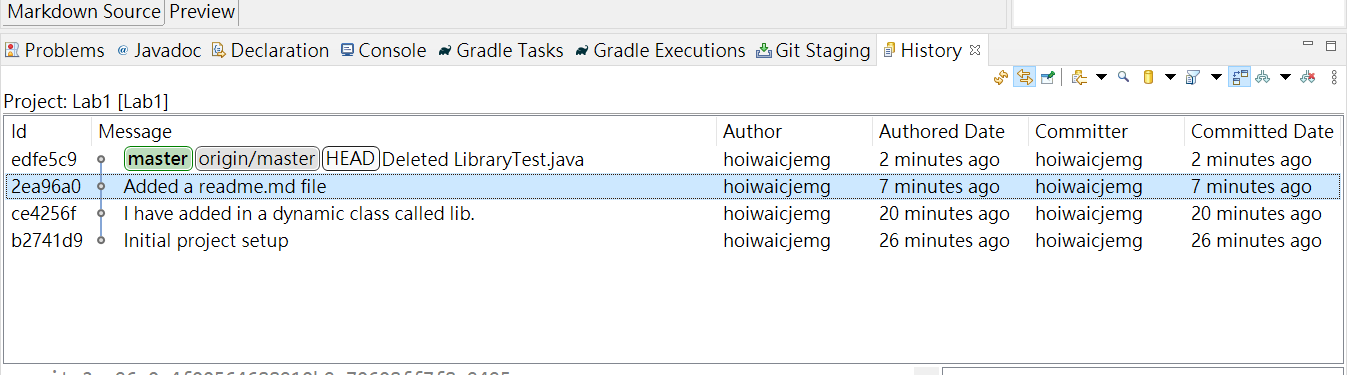 Markdown Source Preview
Problems Javadoc Declaration Console Gradle Tasks Gradle Executions Git Staging History
Project: Lab1 [Lab1]
Id Message Author Authored Date Committer Committed Date
edfe5c9 master origin/master HEAD Deleted LibraryTest.java hoiwaicjemg 2 minutes ago hoiwaicjemg 2 minutes ago
2ea96a0 Added a readme.md file hoiwaicjemg 7 minutes ago hoiwaicjemg 7 minutes ago
ce4256f I have added in a dynamic class called lib. hoiwaicjemg 20 minutes ago hoiwaicjemg 20 minutes ago
b2741d9 Initial project setup hoiwaicjemg 26 minutes ago hoiwaicjemg 26 minutes ago